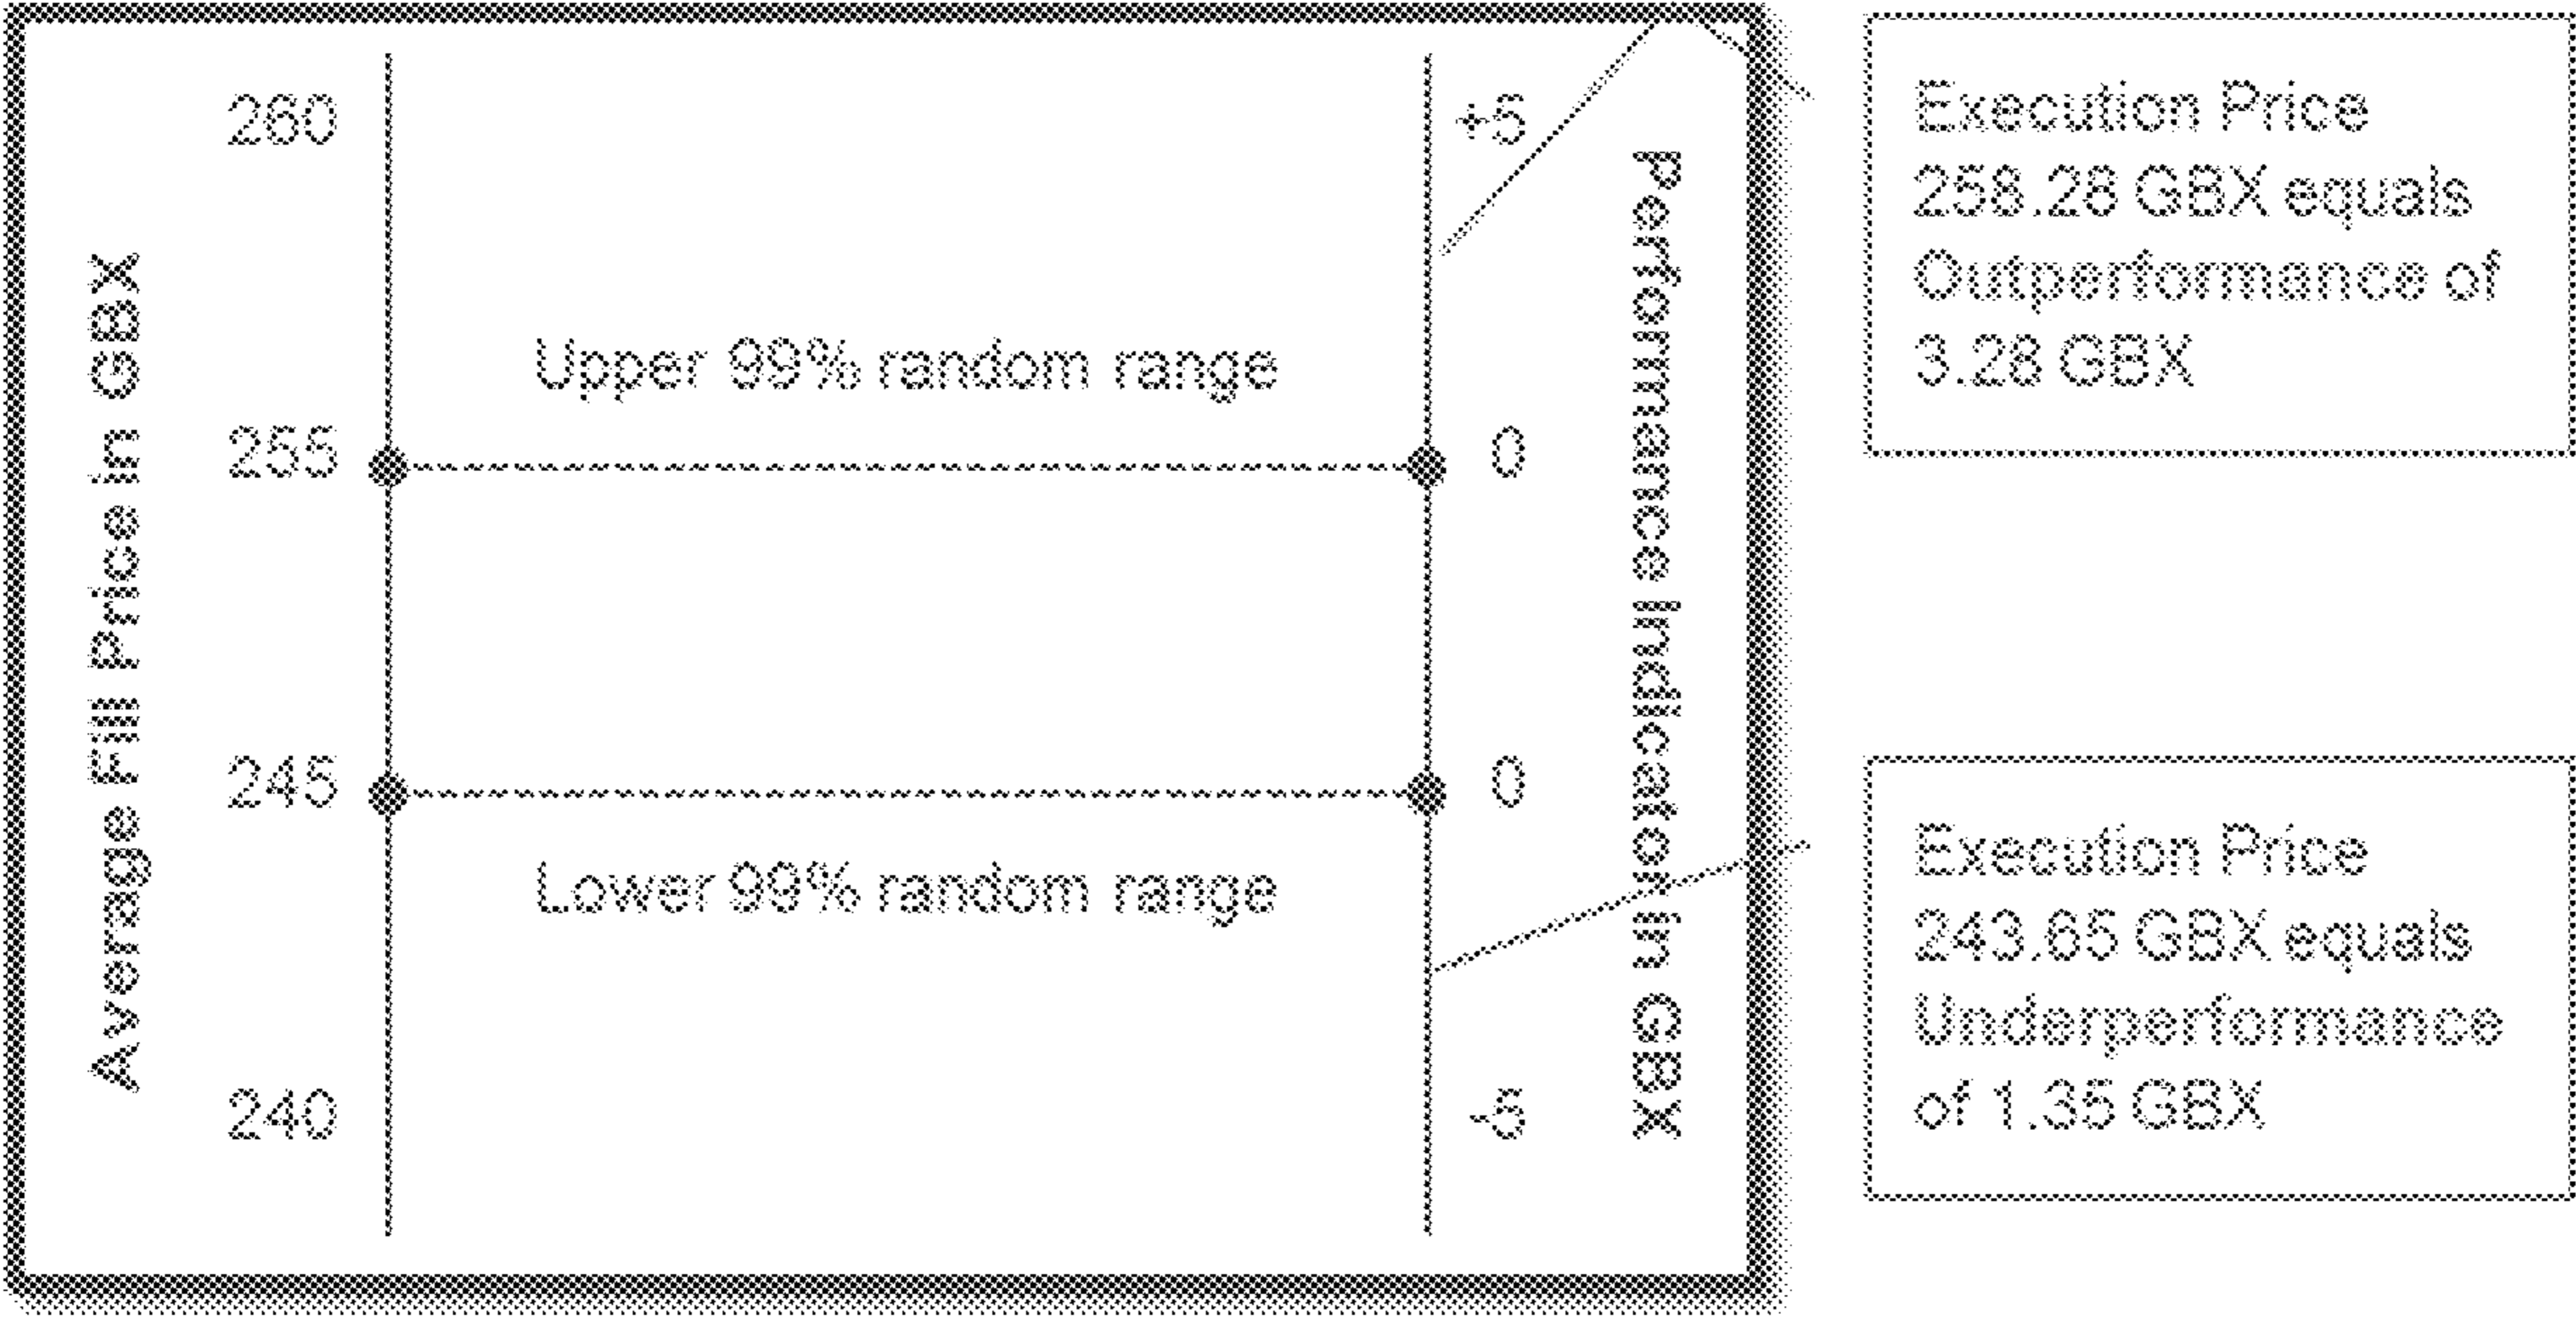 Average Fill Price in GBX
260
255
245
240
Upper 99% random range
Lower 99% random range
+5
0
0
-5
Performance Indicator in GBX
Execution Price
258.28 GBX equals
Outperformance of
3.28 GBX
Execution Price
243.65 GBX equals
Underperformance
of 1.35 GBX